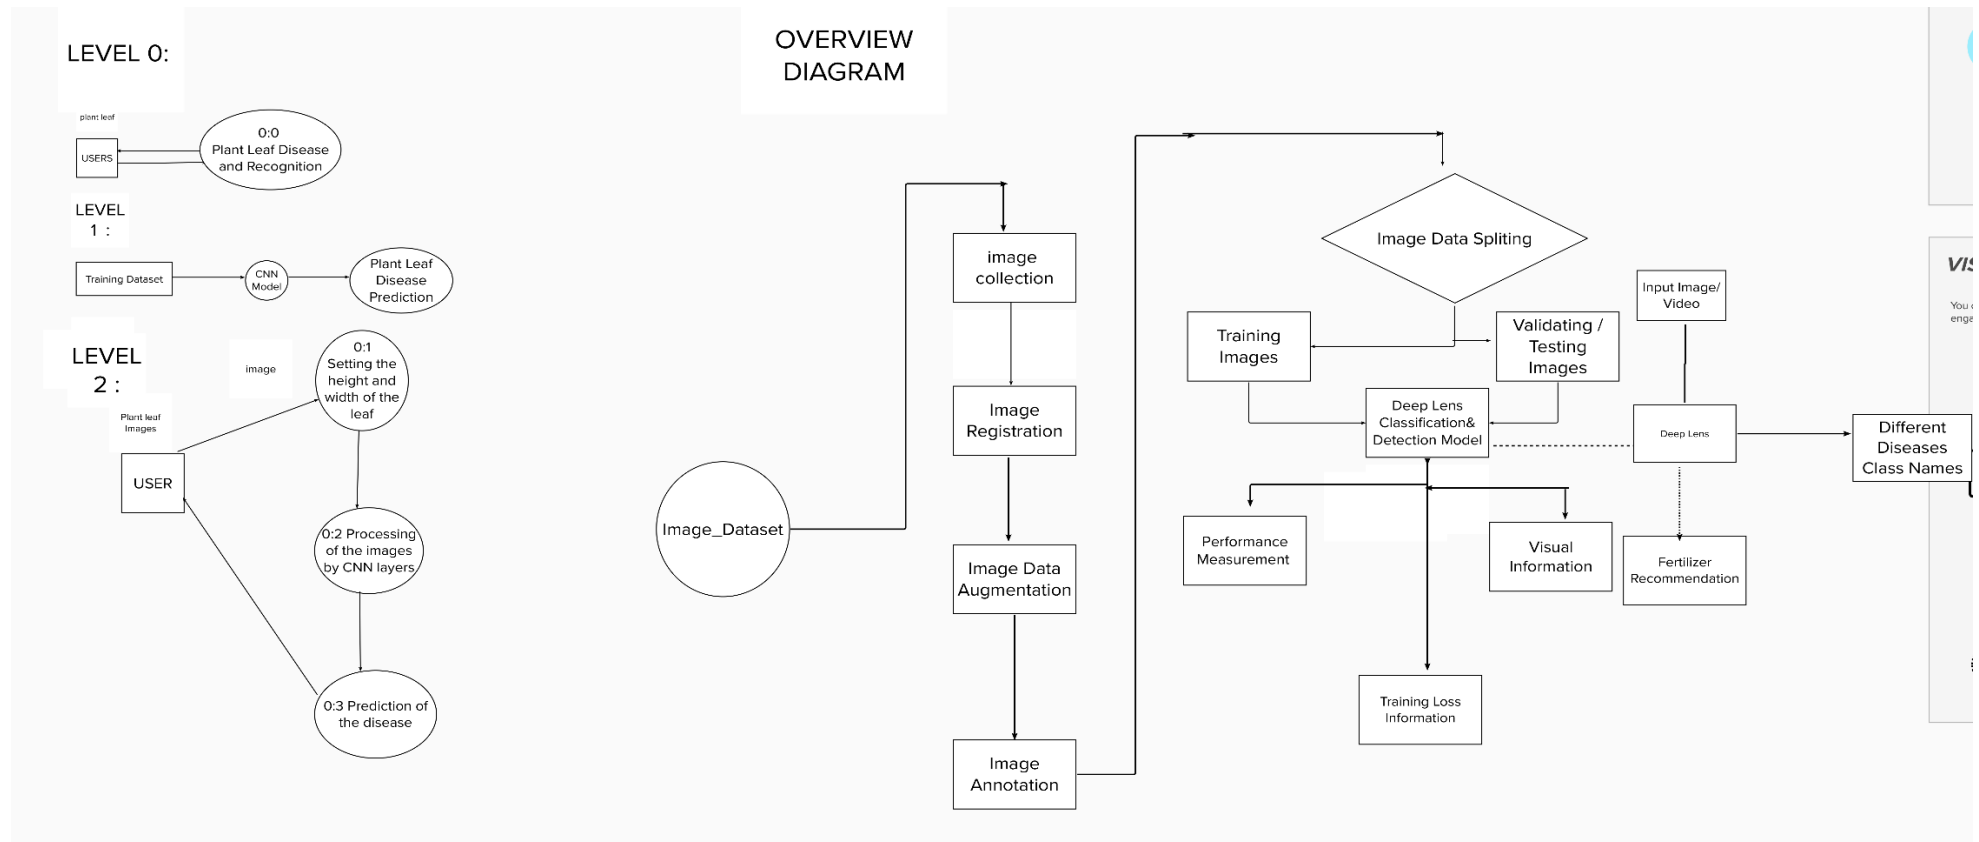 LEVEL 0:
plant leaf
USERS
0:0
Plant Leaf Disease
and Recognition
LEVEL
1 :
Training Dataset
CNN
Model
Plant Leaf
Disease
Prediction
LEVEL
2 :
image
0:1
Setting the
height and
width of the
leaf
Plant leaf
Images
USER
0:2 Processing
of the images
by CNN layers
0:3 Prediction of
the disease
OVERVIEW
DIAGRAM
Image_Dataset
image
collection
Image
Registration
Image Data
Augmentation
Image
Annotation
Image Data Spliting
Training
Images
Validating /
Testing
Images
Deep Lens
Classification&
Detection Model
Performance
Measurement
Visual
Information
Training Loss
Information
Input Image/
Video
Deep Lens
Fertilizer
Recommendation
Different
Diseases
Class Names
VIS
You
enga